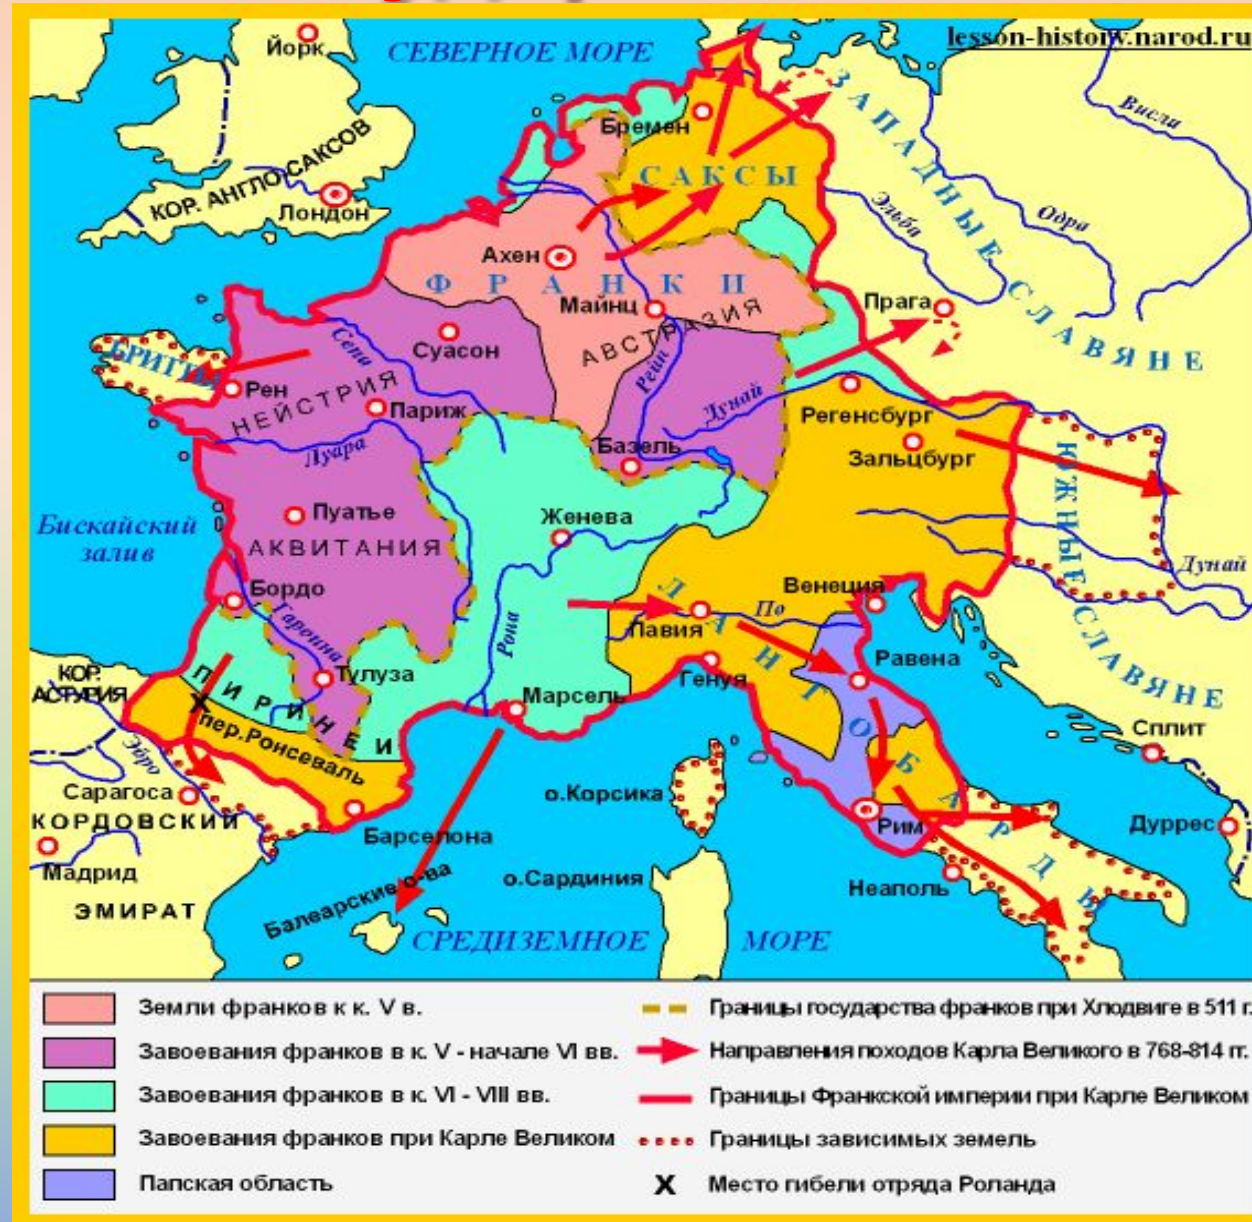 lesson-history.narod.ru
Йорк
СЕВЕРНОЕ МОРЕ
Висла
ЗАПАДНЫЕ СЛАВЯНЕ
Бремен
КОР. АНГЛО-САКСОВ
САКСЫ
Лондон
Эльба
Одра
Ахен
ФРАНКИ
Майнц
Прага
АВСТРАЗИЯ
Сена
Суасон
БРИТТЫ
Рен
Рейн
НЕЙСТРИЯ
Париж
Дунай
Регенсбург
Луара
Базель
Зальцбург
ЮЖНЫЕ СЛАВЯНЕ
Бискайский
залив
Пуатье
Женева
АКВИТАНИЯ
Дунай
Бордо
Венеция
По
Гаронна
Рона
Павия
ЛАНГОБАРДЫ
КОР.
АСТУРИЯ
ПИРИНЕИ
Тулуза
Равена
Генуя
Марсель
пер.Ронсеваль
Сплит
Эбро
Сарагоса
о.Корсика
КОРДОВСКИЙ
Барселона
Рим
Дуррес
Мадрид
о.Сардиния
Неаполь
Балеарские о-ва
ЭМИРАТ
СРЕДИЗЕМНОЕ МОРЕ
Земли франков к к. V в.
Завоевания франков в к. V - начале VI вв.
Завоевания франков в к. VI - VIII вв.
Завоевания франков при Карле Великом
Папская область
Границы государства франков при Хлодвиге в 511 г.
Направления походов Карла Великого в 768-814 гг.
Границы Франкской империи при Карле Великом
Границы зависимых земель
X Место гибели отряда Роланда